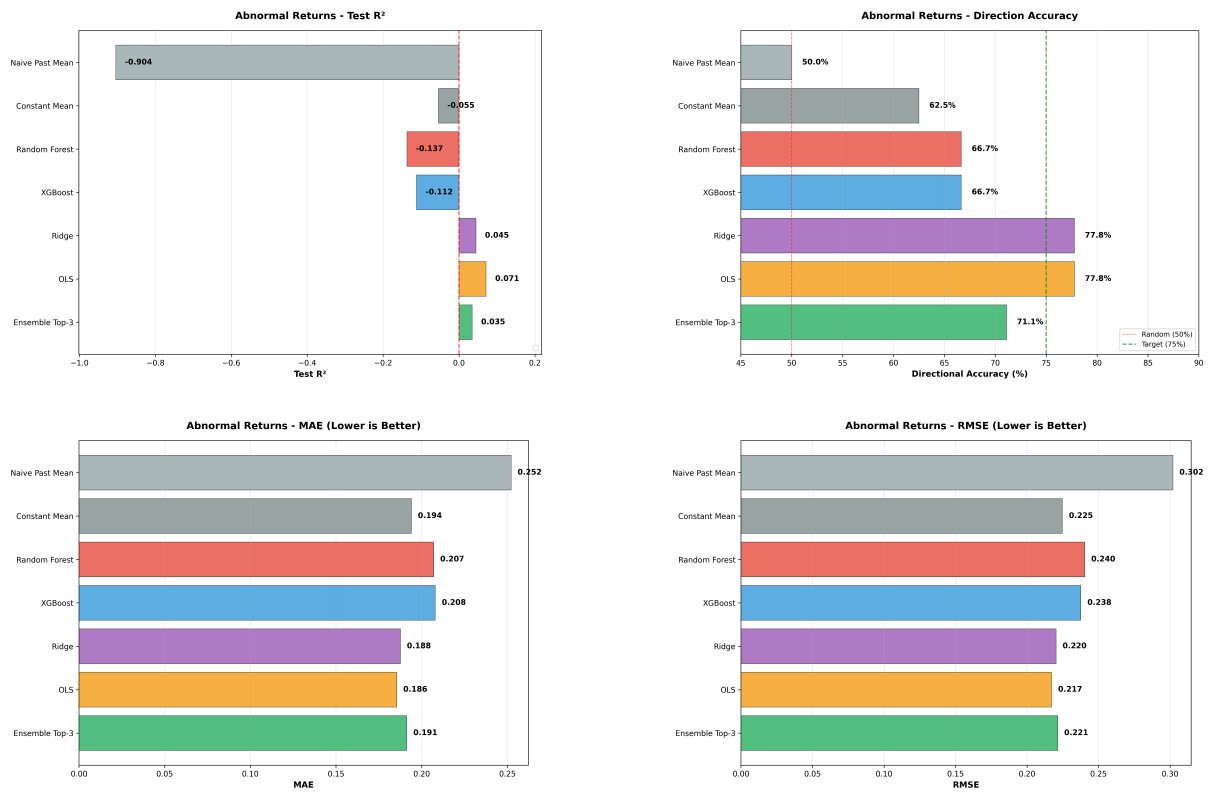 Abnormal Returns - Test R²
Naive Past Mean
-0.904
Constant Mean
-0.055
Random Forest
-0.137
XGBoost
-0.112
Ridge
0.045
OLS
0.071
Ensemble Top-3
0.035
−1.0 −0.8 −0.6 −0.4 −0.2 0.0 0.2
Test R²
Abnormal Returns - Direction Accuracy
Naive Past Mean
50.0%
Constant Mean
62.5%
Random Forest
66.7%
XGBoost
66.7%
Ridge
77.8%
OLS
77.8%
Ensemble Top-3
71.1%
Random (50%)
Target (75%)
45 50 55 60 65 70 75 80 85 90
Directional Accuracy (%)
Abnormal Returns - MAE (Lower is Better)
Naive Past Mean
0.252
Constant Mean
0.194
Random Forest
0.207
XGBoost
0.208
Ridge
0.188
OLS
0.186
Ensemble Top-3
0.191
0.00 0.05 0.10 0.15 0.20 0.25
MAE
Abnormal Returns - RMSE (Lower is Better)
Naive Past Mean
0.302
Constant Mean
0.225
Random Forest
0.240
XGBoost
0.238
Ridge
0.220
OLS
0.217
Ensemble Top-3
0.221
0.00 0.05 0.10 0.15 0.20 0.25 0.30
RMSE